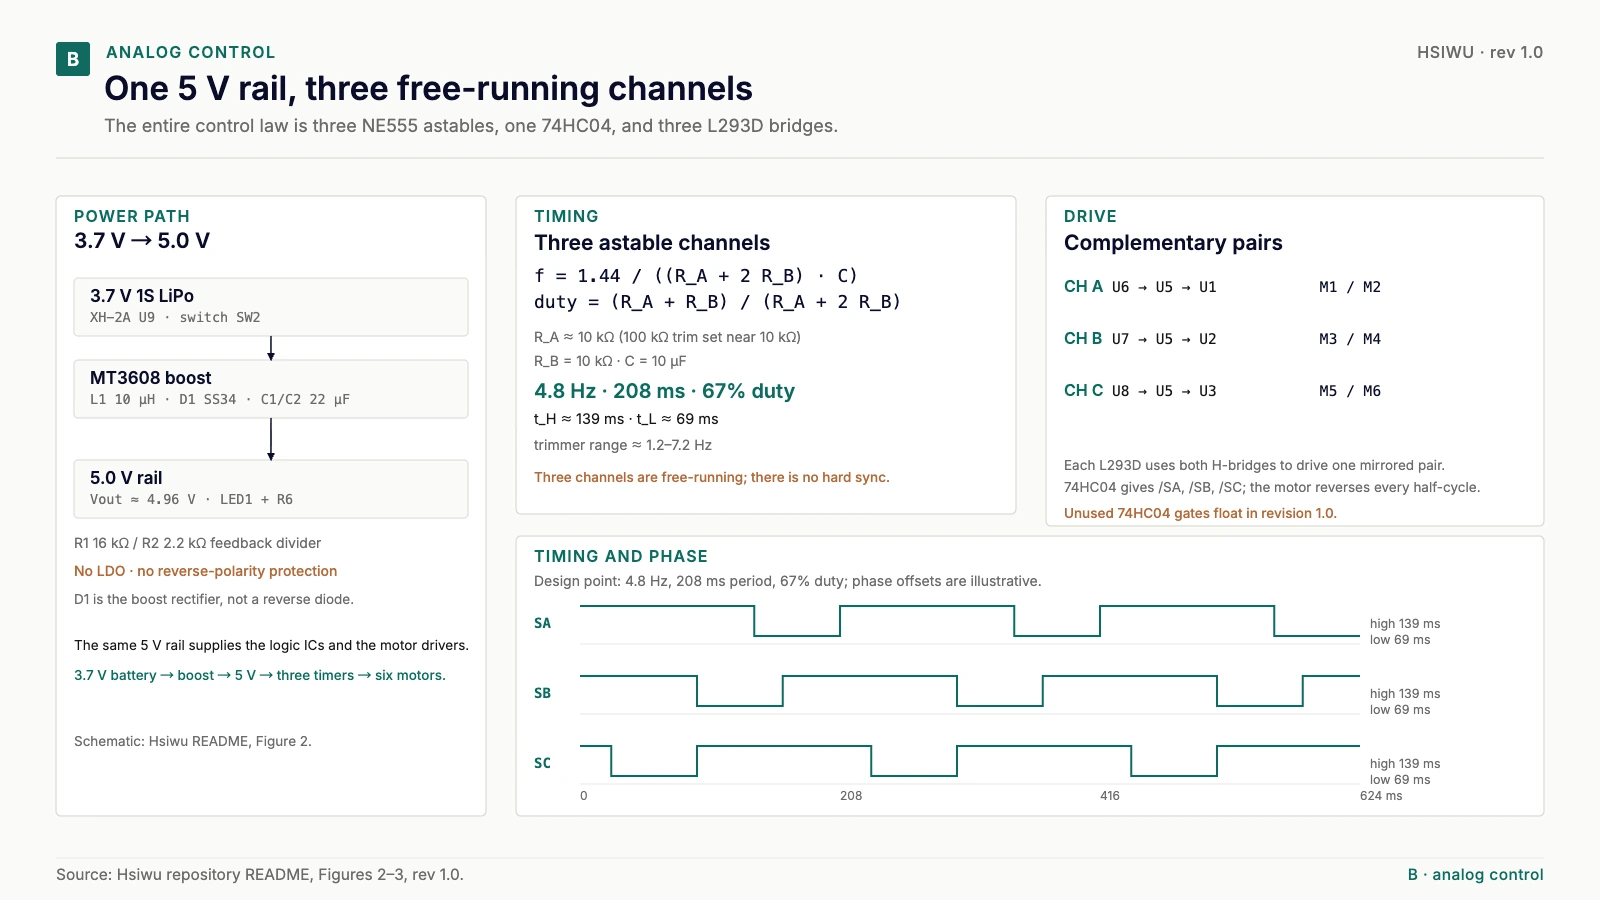 B
ANALOG CONTROL
HSIWU · rev 1.0
One 5 V rail, three free-running channels
The entire control law is three NE555 astables, one 74HC04, and three L293D bridges.
POWER PATH
3.7 V → 5.0 V
3.7 V 1S LiPo
XH-2A U9 · switch SW2
MT3608 boost
L1 10 µH · D1 SS34 · C1/C2 22 µF
5.0 V rail
Vout ≈ 4.96 V · LED1 + R6
R1 16 kΩ / R2 2.2 kΩ feedback divider
No LDO · no reverse-polarity protection
D1 is the boost rectifier, not a reverse diode.
The same 5 V rail supplies the logic ICs and the motor drivers.
3.7 V battery → boost → 5 V → three timers → six motors.
Schematic: Hsiwu README, Figure 2.
TIMING
Three astable channels
f = 1.44 / ((R_A + 2 R_B) · C)
duty = (R_A + R_B) / (R_A + 2 R_B)
R_A ≈ 10 kΩ (100 kΩ trim set near 10 kΩ)
R_B = 10 kΩ · C = 10 µF
4.8 Hz · 208 ms · 67% duty
t_H ≈ 139 ms · t_L ≈ 69 ms
trimmer range ≈ 1.2–7.2 Hz
Three channels are free-running; there is no hard sync.
DRIVE
Complementary pairs
CH A U6 → U5 → U1 M1 / M2
CH B U7 → U5 → U2 M3 / M4
CH C U8 → U5 → U3 M5 / M6
Each L293D uses both H-bridges to drive one mirrored pair.
74HC04 gives /SA, /SB, /SC; the motor reverses every half-cycle.
Unused 74HC04 gates float in revision 1.0.
TIMING AND PHASE
Design point: 4.8 Hz, 208 ms period, 67% duty; phase offsets are illustrative.
SA
high 139 ms
low 69 ms
SB
high 139 ms
low 69 ms
SC
high 139 ms
low 69 ms
0 208 416 624 ms
Source: Hsiwu repository README, Figures 2–3, rev 1.0.
B · analog control